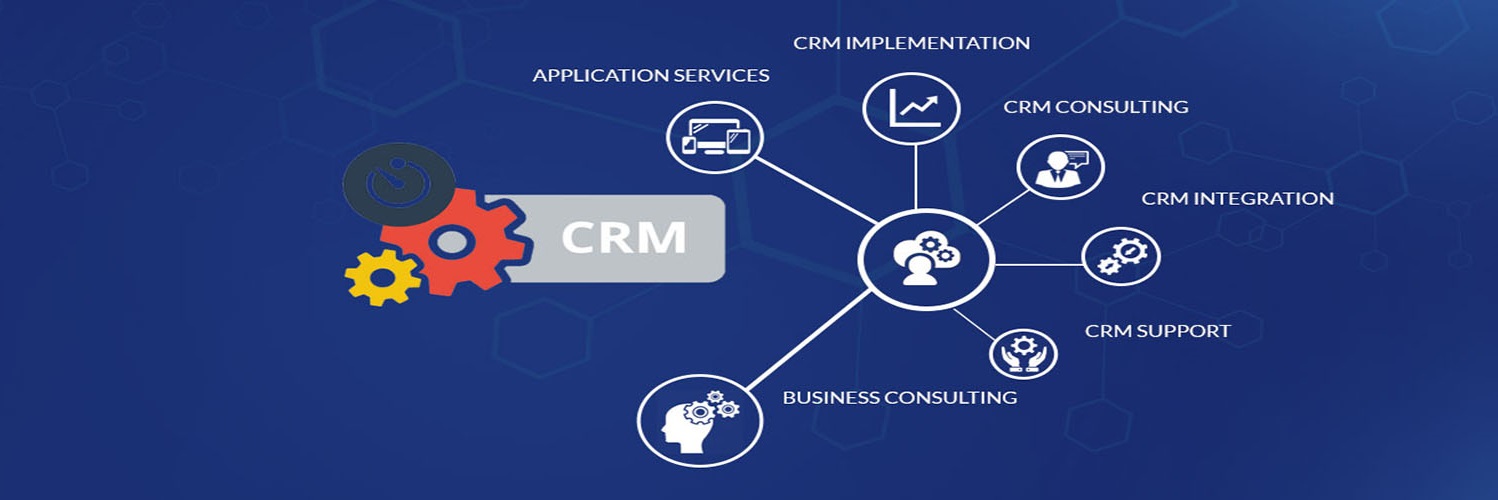 CRM IMPLEMENTATION
APPLICATION SERVICES
CRM CONSULTING
CRM INTEGRATION
CRM
CRM SUPPORT
BUSINESS CONSULTING